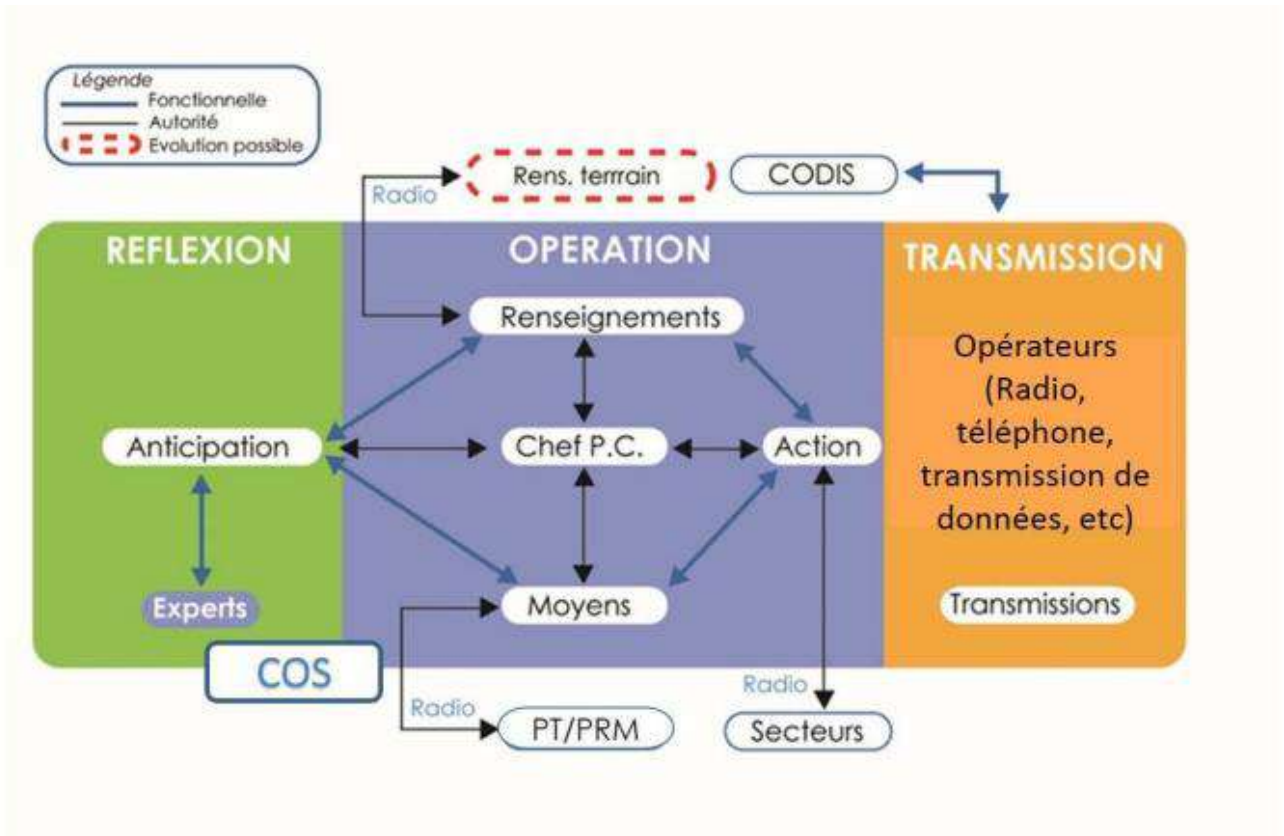 Légende
Fonctionnelle
Autorité
Evolution possible
Rens. terrrain
CODIS
Radio
REFLEXION
OPERATION
TRANSMISSION
Renseignements
Opérateurs
(Radio,
téléphone,
transmission de
données, etc)
Anticipation
Chef P.C.
Action
Experts
Moyens
Transmissions
COS
Radio
PT/PRM
Radio
Secteurs